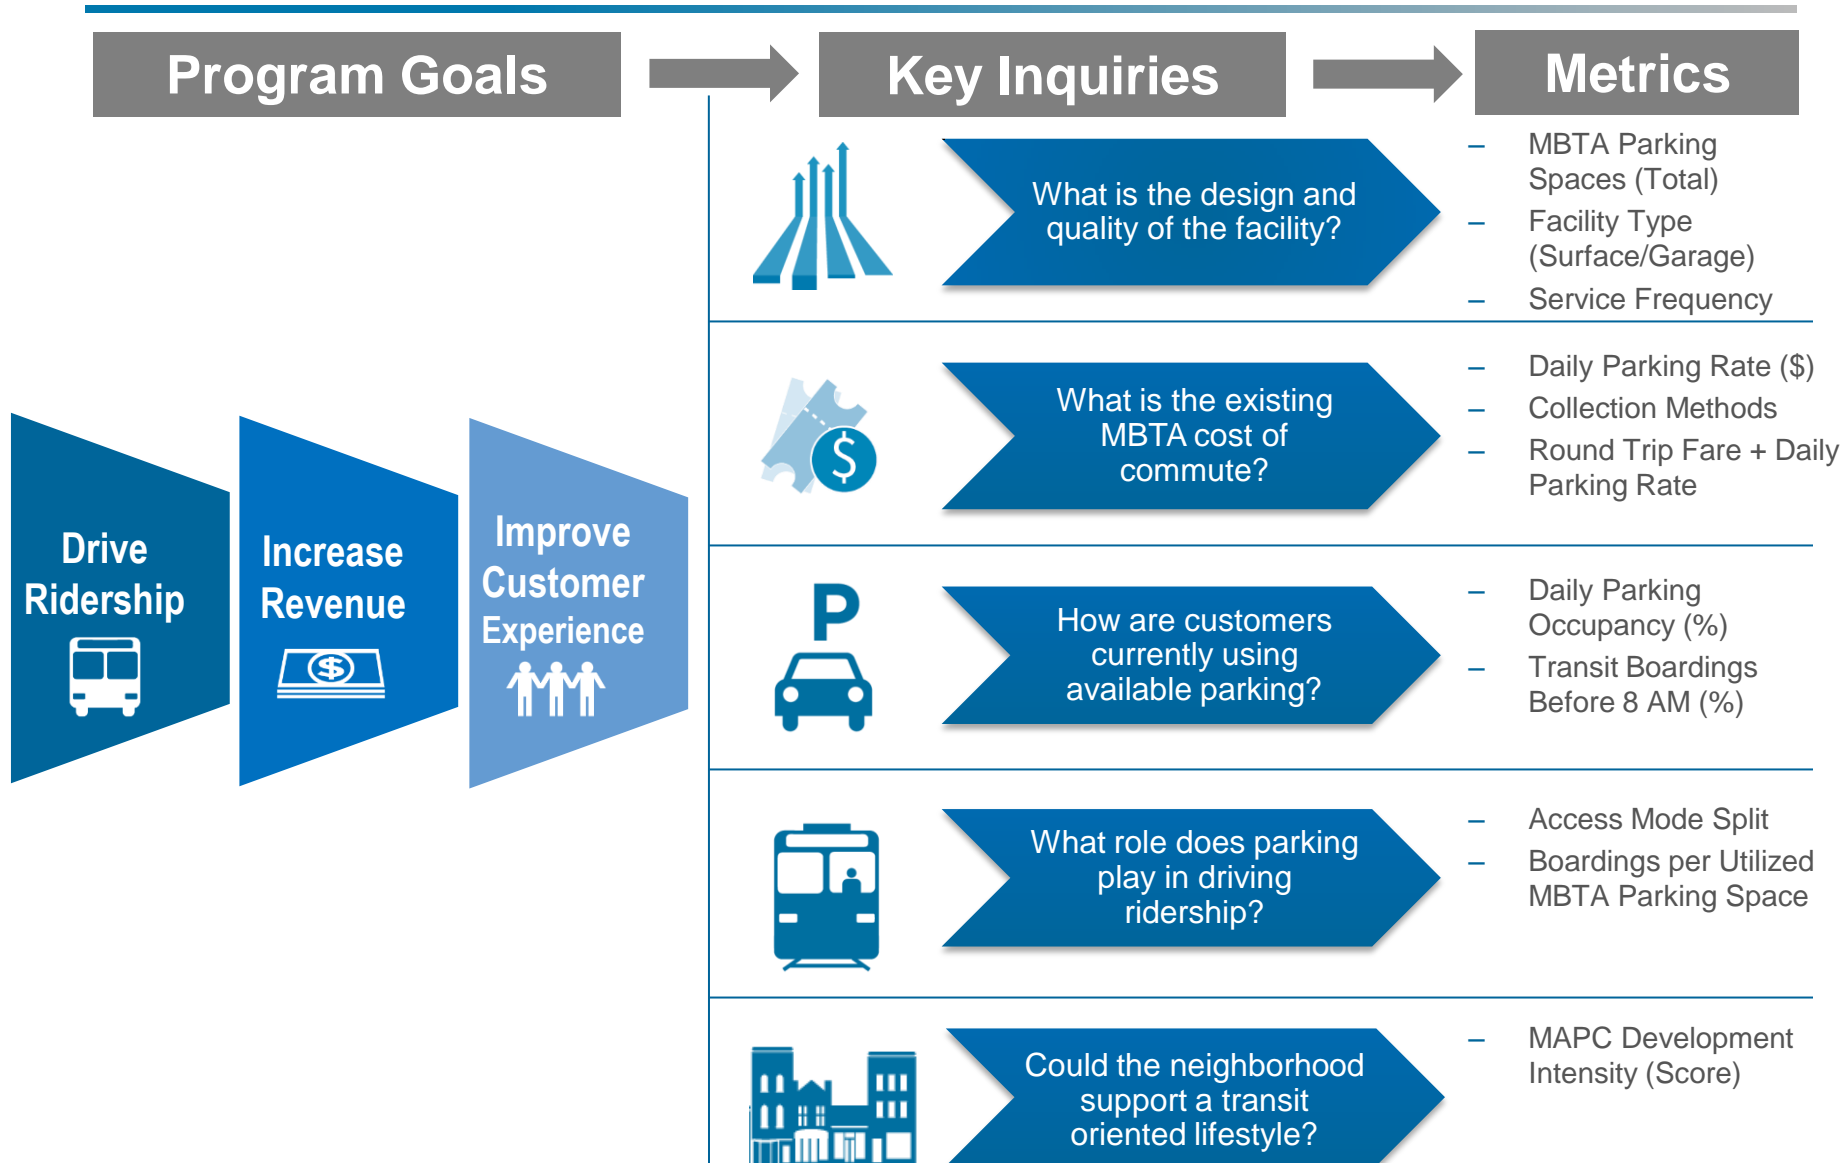 Program Goals
Key Inquiries
Metrics
Drive
Ridership
Increase
Revenue
$
Improve
Customer
Experience
What is the design and
quality of the facility?
– MBTA Parking
Spaces (Total)
– Facility Type
(Surface/Garage)
– Service Frequency
$
What is the existing
MBTA cost of
commute?
– Daily Parking Rate ($)
– Collection Methods
– Round Trip Fare + Daily
Parking Rate
P
How are customers
currently using
available parking?
– Daily Parking
Occupancy (%)
– Transit Boardings
Before 8 AM (%)
What role does parking
play in driving
ridership?
– Access Mode Split
– Boardings per Utilized
MBTA Parking Space
Could the neighborhood
support a transit
oriented lifestyle?
– MAPC Development
Intensity (Score)